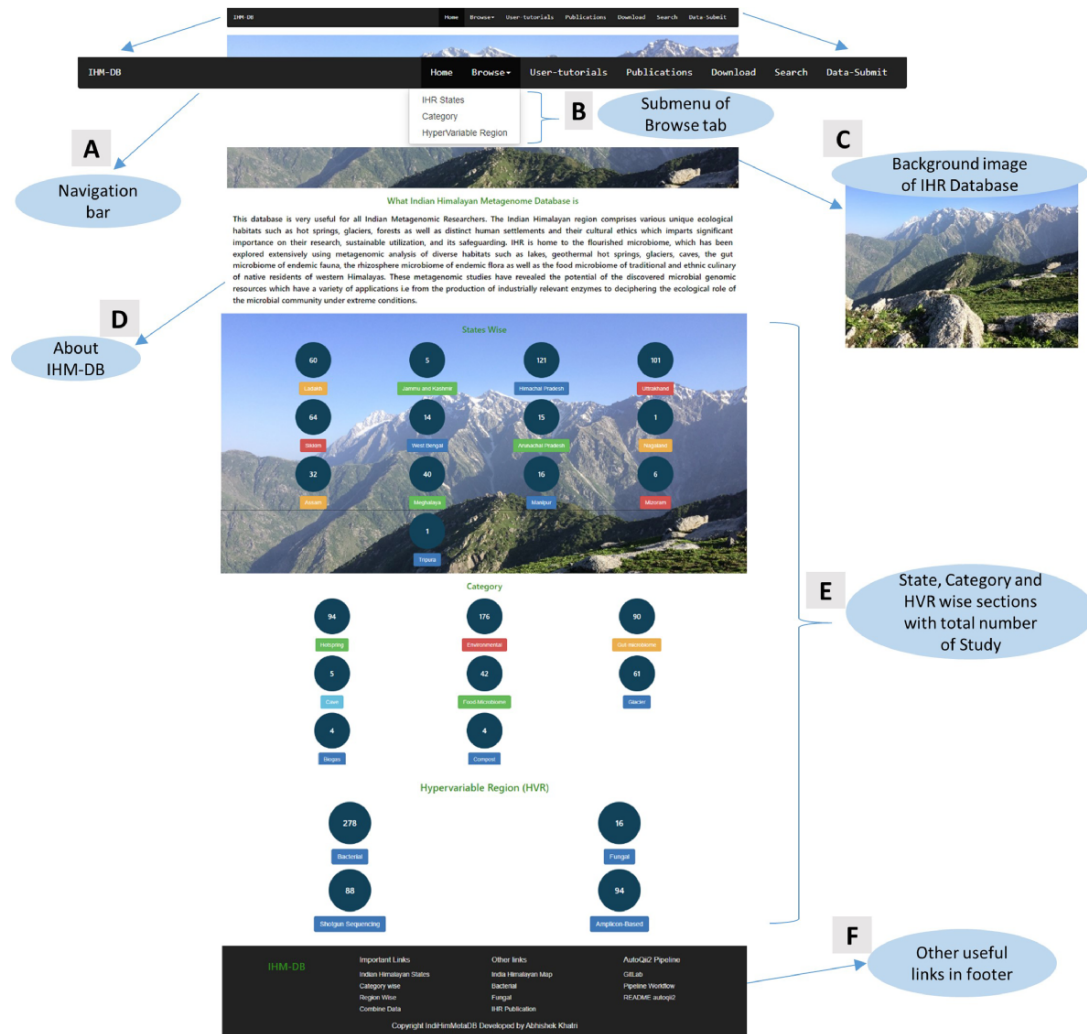 IHM-DB Home Browse User-tutorials Publications Download Search Data-Submit
IHM-DB Home Browse User-tutorials Publications Download Search Data-Submit
IHR States
Category
HyperVariable Region
B
Submenu of
Browse tab
A
Navigation
bar
C
Background image
of IHR Database
What Indian Himalayan Metagenome Database is
This database is very useful for all Indian Metagenomic Researchers. The Indian Himalayan region comprises various unique ecological
habitats such as hot springs, glaciers, forests as well as distinct human settlements and their cultural ethics which imparts significant
importance on their research, sustainable utilization, and its safeguarding. IHR is home to the flourished microbiome, which has been
explored extensively using metagenomic analysis of diverse habitats such as lakes, geothermal hot springs, glaciers, caves, the gut
microbiome of endemic fauna, the rhizosphere microbiome of endemic flora as well as the food microbiome of traditional and ethnic culinary
of native residents of western Himalayas. These metagenomic studies have revealed the potential of the discovered microbial genomic
resources which have a variety of applications i.e from the production of industrially relevant enzymes to deciphering the ecological role of
the microbial community under extreme conditions.
D
About
IHM-DB
States Wise
60 5 121 101
Ladakh Jammu and Kashmir Himachal Pradesh Uttrakhand
64 14 15 1
Sikkim West Bengal Arunachal Pradesh Nagaland
32 40 16 6
Assam Meghalaya Manipur Mizoram
1
Tripura
E
State, Category and
HVR wise sections
with total number
of Study
Category
94 176 90
Hotspring Environmental Gut Microbiome
5 42 61
Cave Food Microbiome Glacier
4 4
Biogas Compost
Hypervariable Region (HVR)
278 16
Bacterial Fungal
88 94
Shotgun Sequencing Amplicon-Based
F
Other useful
links in footer
IHM-DB
Important Links Other links AutoQii2 Pipeline
Indian Himalayan States India Himalayan Map GitLab
Category wise Bacterial Pipeline Workflow
Region Wise Fungal README autoqii2
Combine Data IHR Publication
Copyright IndiHimMetaDB Developed by Abhishek Khatri